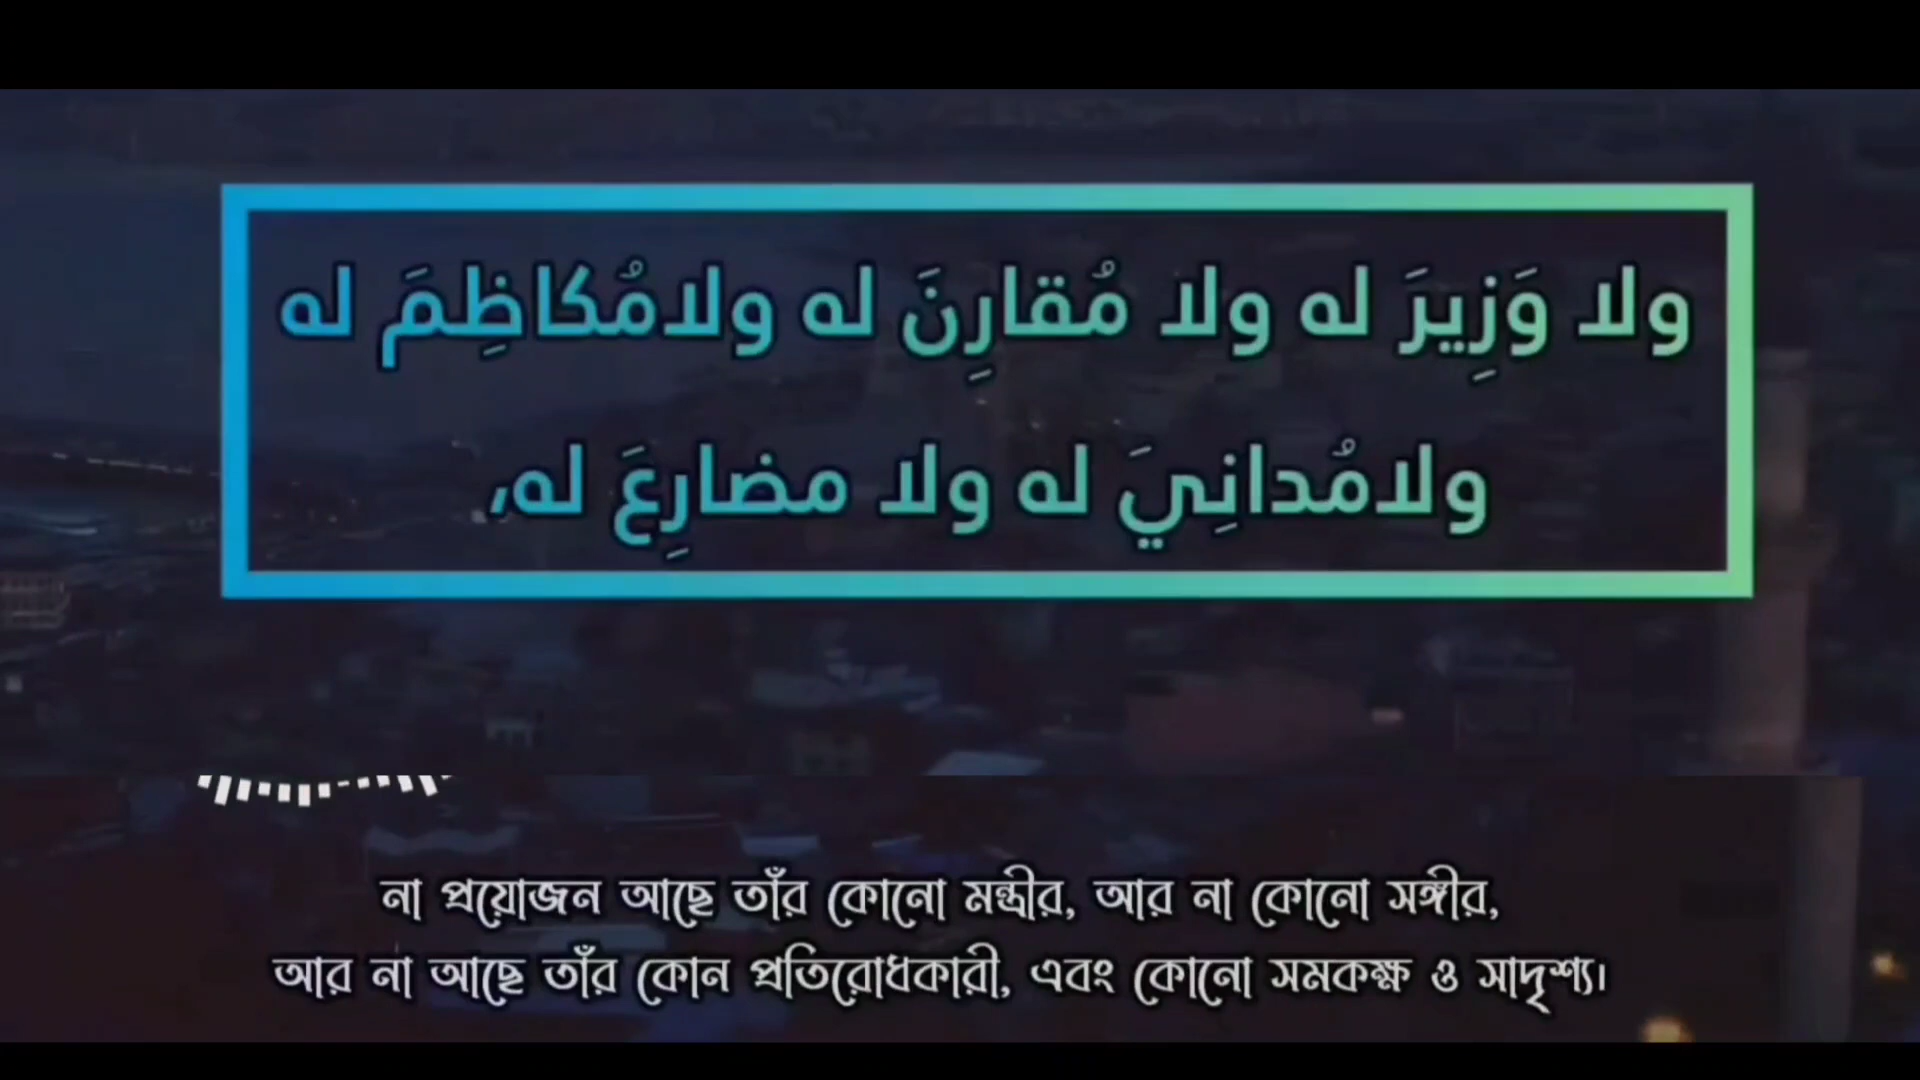 ولا وَزِيرَ له ولا مُقارِنَ له ولامُكاظِمَ له
ولامُدانِيَ له ولا مضارِعَ له,
না প্রয়োজন আছে তাঁর কোনো মন্ত্রীর, আর না কোনো সঙ্গীর,
আর না আছে তাঁর কোন প্রতিরোধকারী, এবং কোনো সমকক্ষ ও সাদৃশ্য।